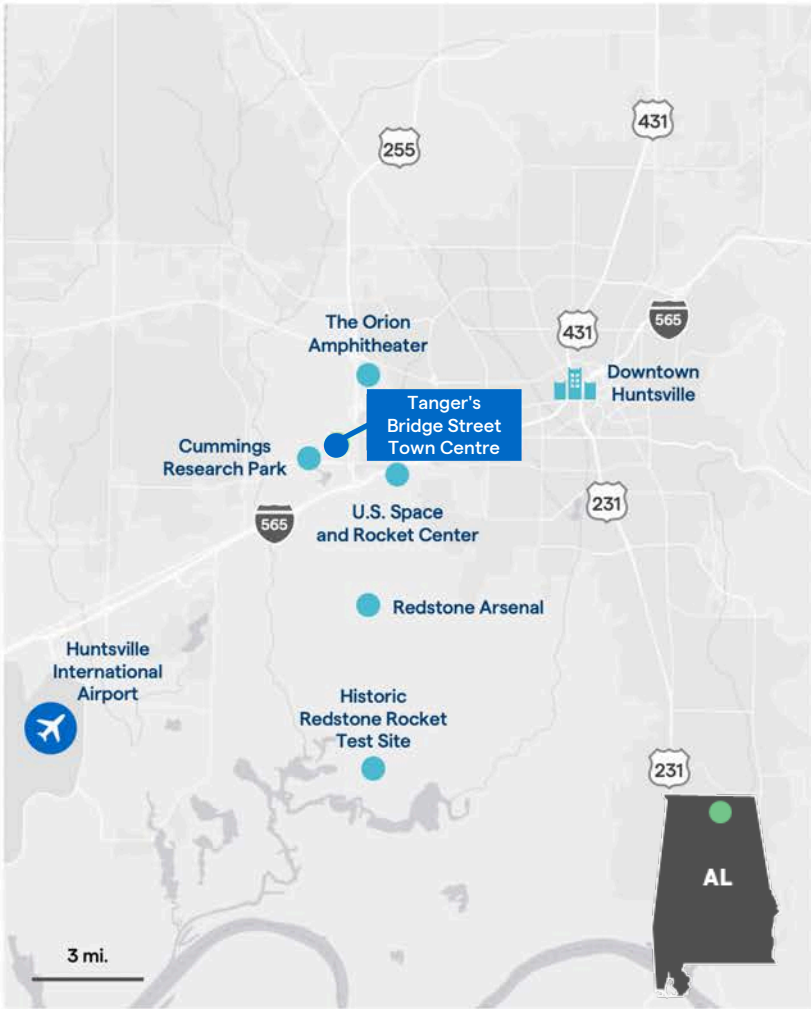 431
255
The Orion
Amphitheater
431
565
Downtown
Huntsville
Tanger's
Bridge Street
Town Centre
Cummings
Research Park
U.S. Space
and Rocket Center
565
231
Redstone Arsenal
Huntsville
International
Airport
Historic
Redstone Rocket
Test Site
231
AL
3 mi.